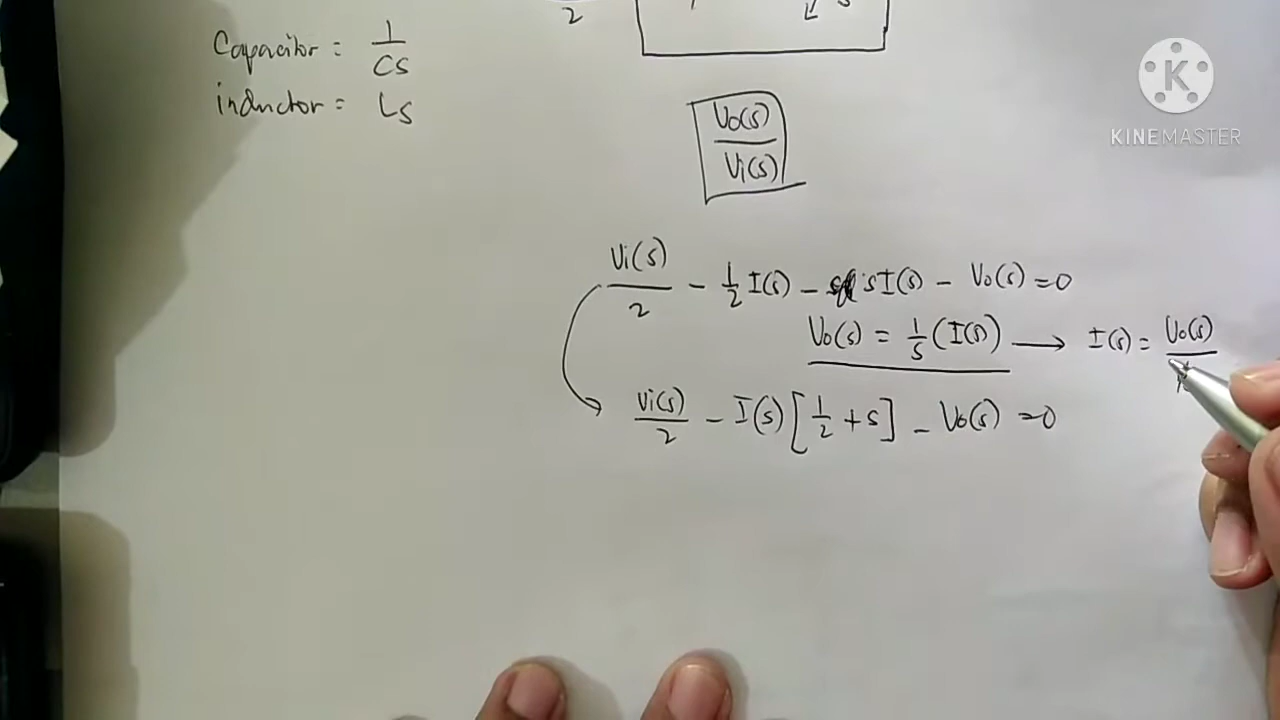 2
Capacitor = 1/Cs
inductor = Ls
K
KINEMASTER
Vo(s)/Vi(s)
Vi(s)/2 - 1/2 I(s) - sI(s) - Vo(s) = 0
Vo(s) = 1/s (I(s)) → I(s) = Vo(s)
Vi(s)/2 - I(s) [1/2 + s] - Vo(s) = 0